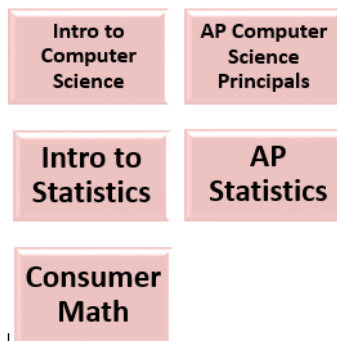 Intro to
Computer
Science
AP Computer
Science
Principals
Intro to
Statistics
AP
Statistics
Consumer
Math